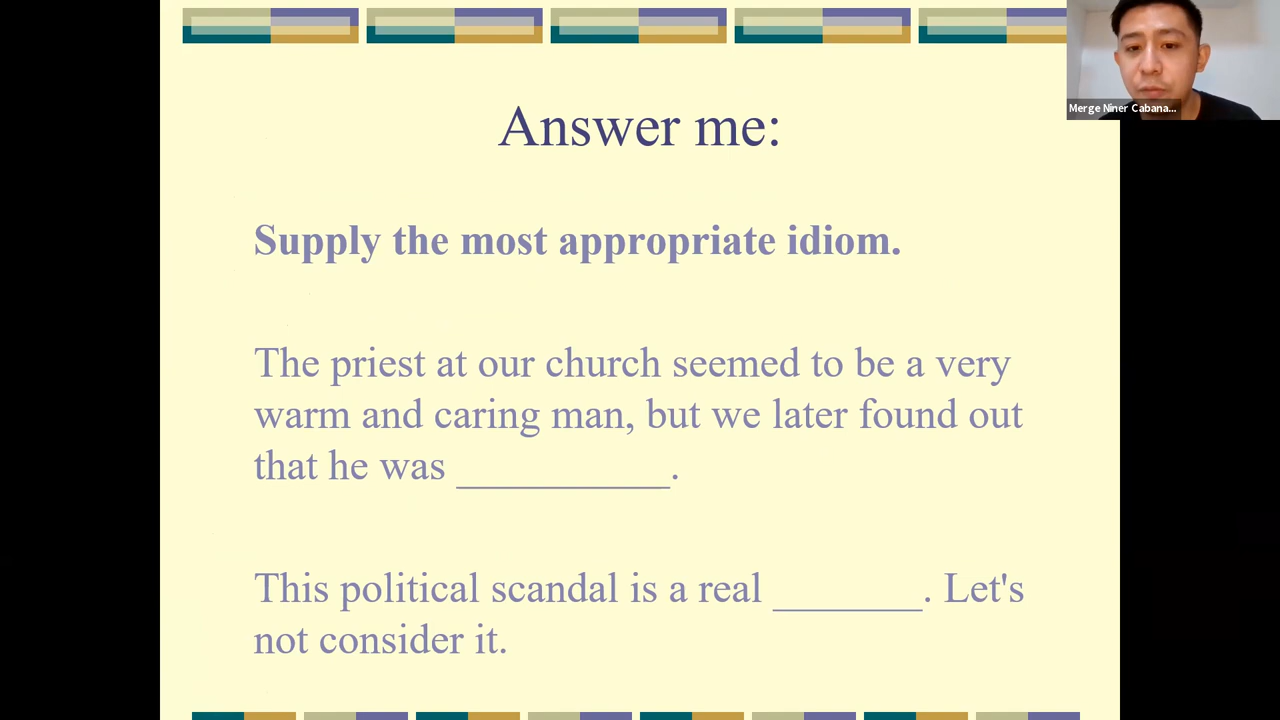 Merge Niner Cabana...
Answer me:
Supply the most appropriate idiom.
The priest at our church seemed to be a very
warm and caring man, but we later found out
that he was __________.
This political scandal is a real _______. Let's
not consider it.